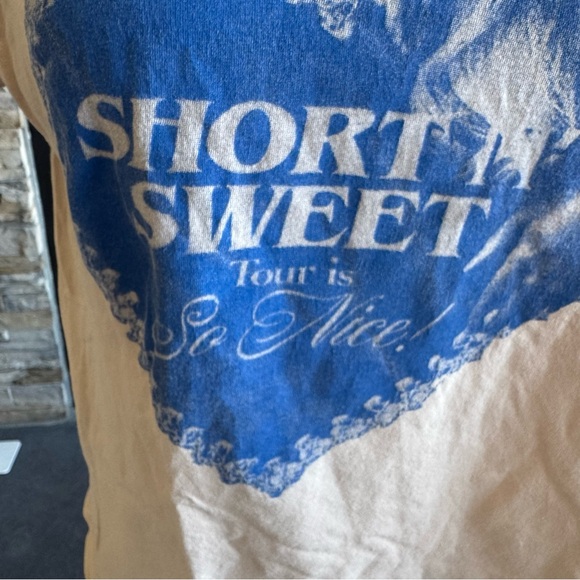 SHORT N'
SWEET
Tour is
So Nice!